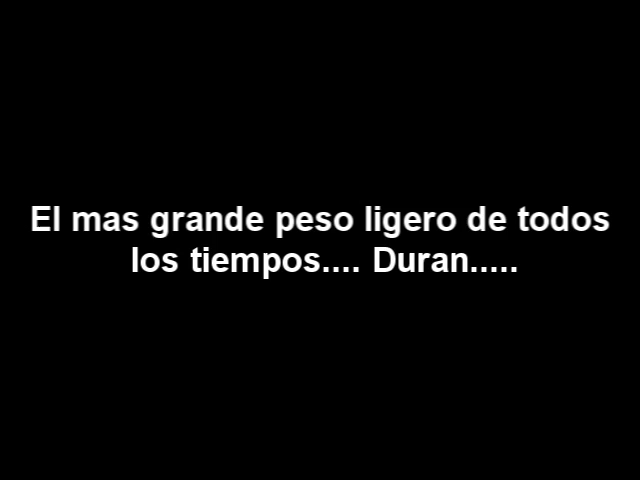 El mas grande peso ligero de todos
los tiempos.... Duran.....